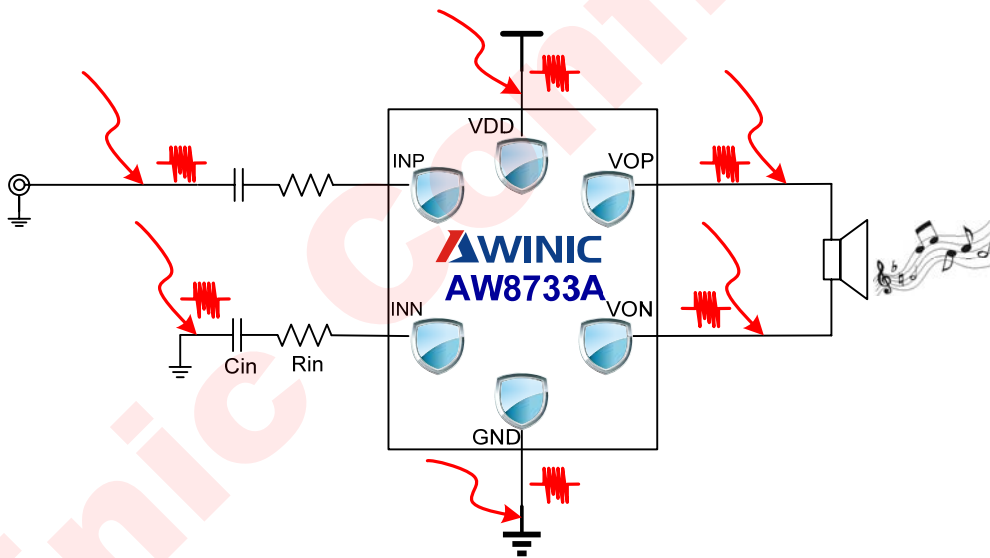 VDD
INP
VOP
AWINIC
AW8733A
INN
VON
Cin
Rin
GND